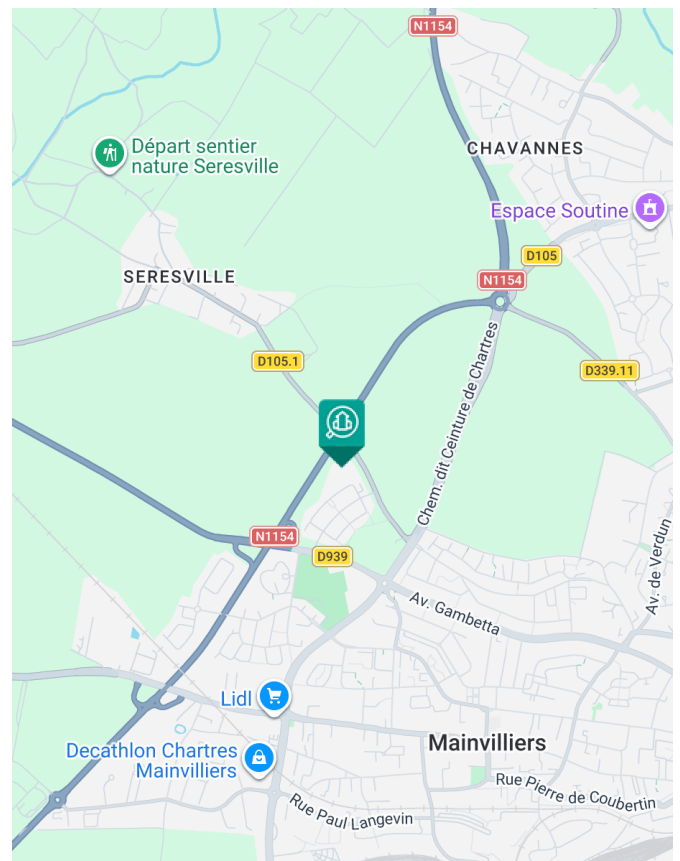 N1154
CHAVANNES
Départ sentier
nature Seresville
Espace Soutine
D105
SERESVILLE
N1154
D105.1
D339.11
Chem. dit Ceinture de Chartres
N1154
D939
Av. de Verdun
Av. Gambetta
Lidl
Mainvilliers
Decathlon Chartres
Mainvilliers
Rue Pierre de Coubertin
Rue Paul Langevin